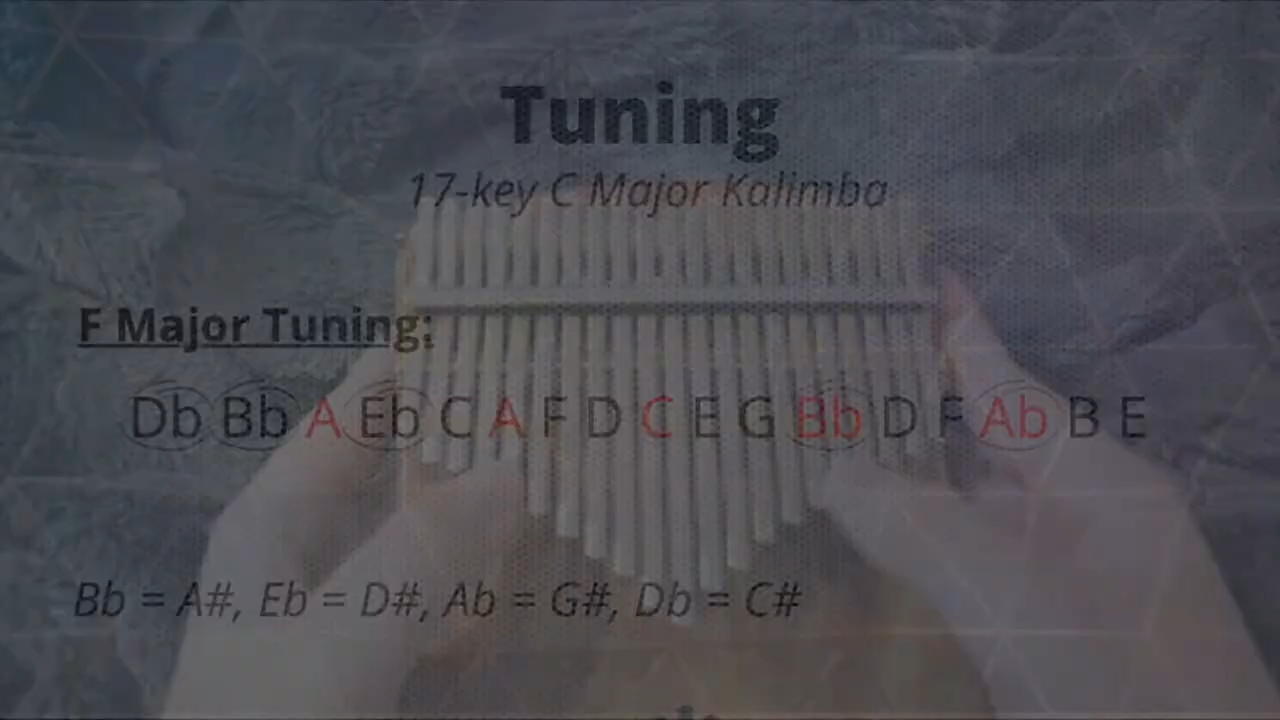 Tuning
17-key C Major Kalimba
F Major Tuning:
Db Bb A Eb C A F D C E G Bb D F Ab B E
Bb = A#, Eb = D#, Ab = G#, Db = C#